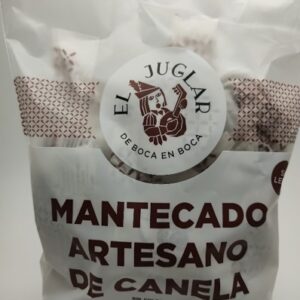 EL JUGLAR
DE BOCA EN BOCA
MANTECADO
ARTESANO
DE CANELA